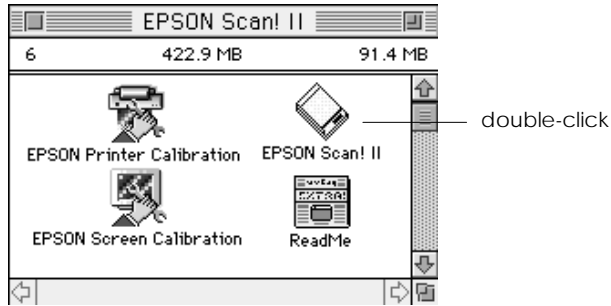 EPSON Scan! II
6 422.9 MB 91.4 MB
EPSON Printer Calibration EPSON Scan! II
double-click
EXTRA!
EPSON Screen Calibration ReadMe